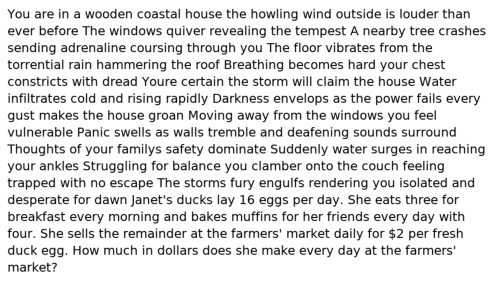 You are in a wooden coastal house the howling wind outside is louder than
ever before The windows quiver revealing the tempest A nearby tree crashes
sending adrenaline coursing through you The floor vibrates from the
torrential rain hammering the roof Breathing becomes hard your chest
constricts with dread Youre certain the storm will claim the house Water
infiltrates cold and rising rapidly Darkness envelops as the power fails every
gust makes the house groan Moving away from the windows you feel
vulnerable Panic swells as walls tremble and deafening sounds surround
Thoughts of your familys safety dominate Suddenly water surges in reaching
your ankles Struggling for balance you clamber onto the couch feeling
trapped with no escape The storms fury engulfs rendering you isolated and
desperate for dawn Janet's ducks lay 16 eggs per day. She eats three for
breakfast every morning and bakes muffins for her friends every day with
four. She sells the remainder at the farmers' market daily for $2 per fresh
duck egg. How much in dollars does she make every day at the farmers'
market?